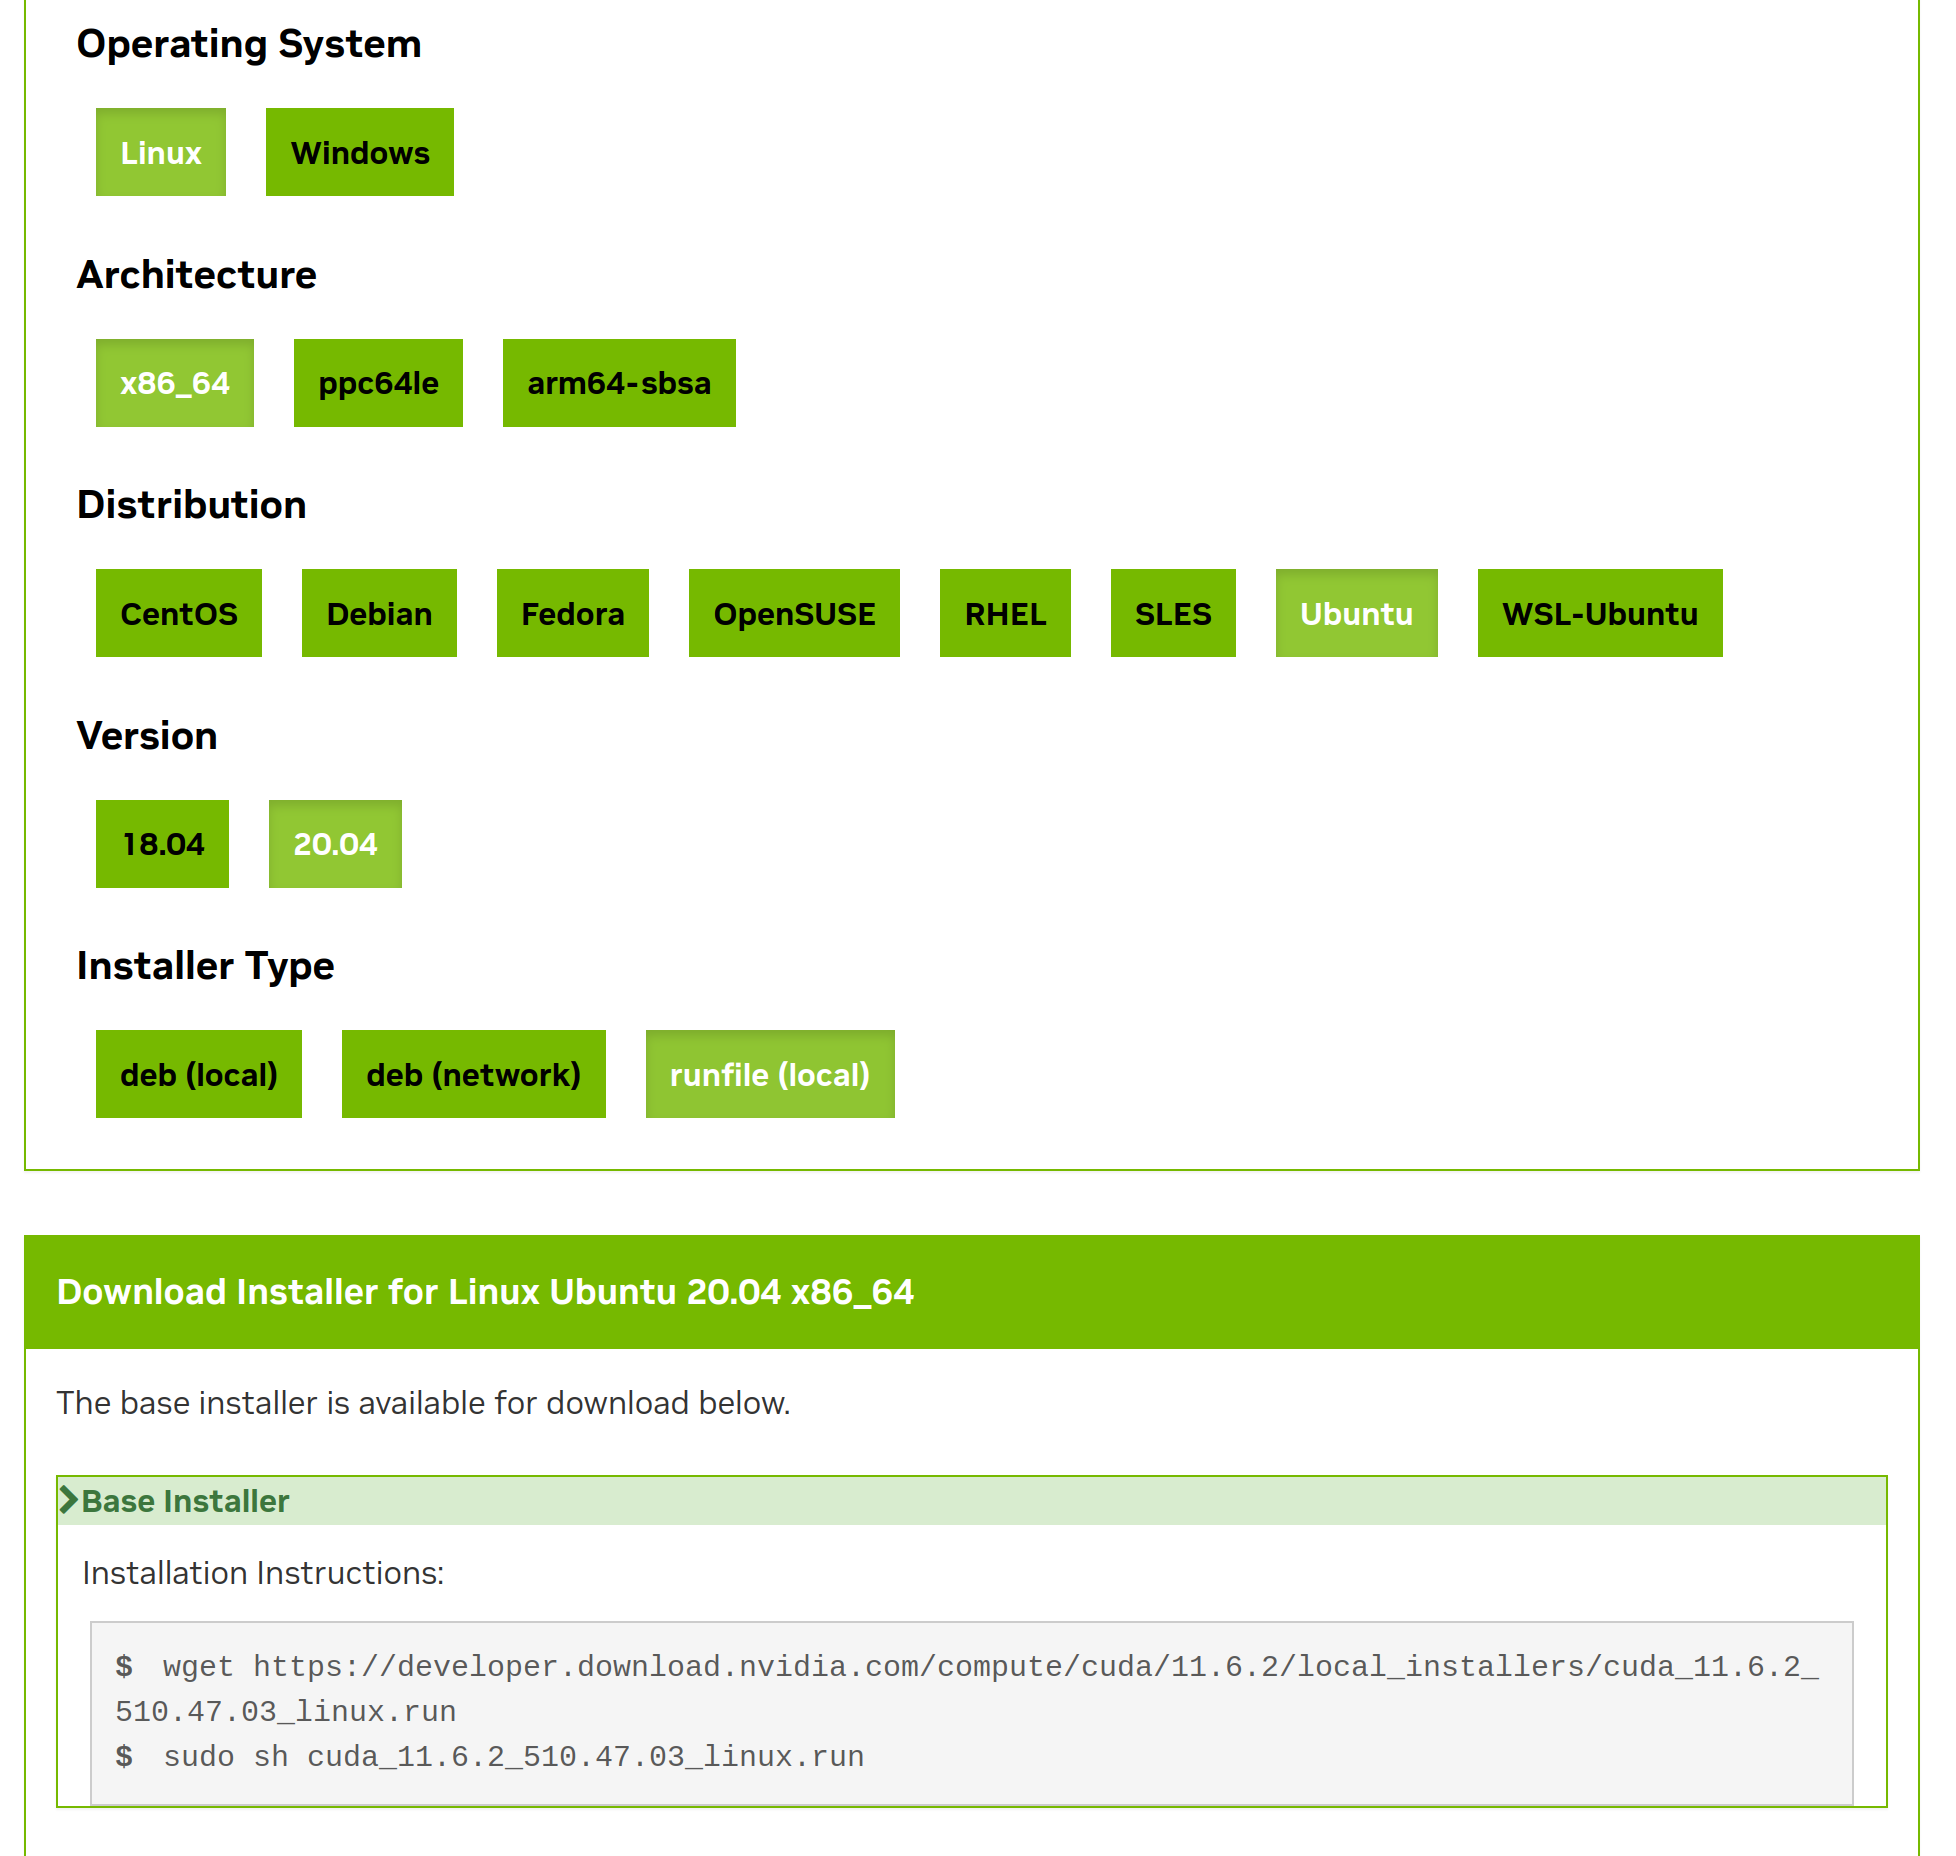 Operating System
Linux Windows
Architecture
x86_64 ppc64le arm64-sbsa
Distribution
CentOS Debian Fedora OpenSUSE RHEL SLES Ubuntu WSL-Ubuntu
Version
18.04 20.04
Installer Type
deb (local) deb (network) runfile (local)
Download Installer for Linux Ubuntu 20.04 x86_64
The base installer is available for download below.
Base Installer
Installation Instructions:
$ wget https://developer.download.nvidia.com/compute/cuda/11.6.2/local_installers/cuda_11.6.2_
510.47.03_linux.run
$ sudo sh cuda_11.6.2_510.47.03_linux.run